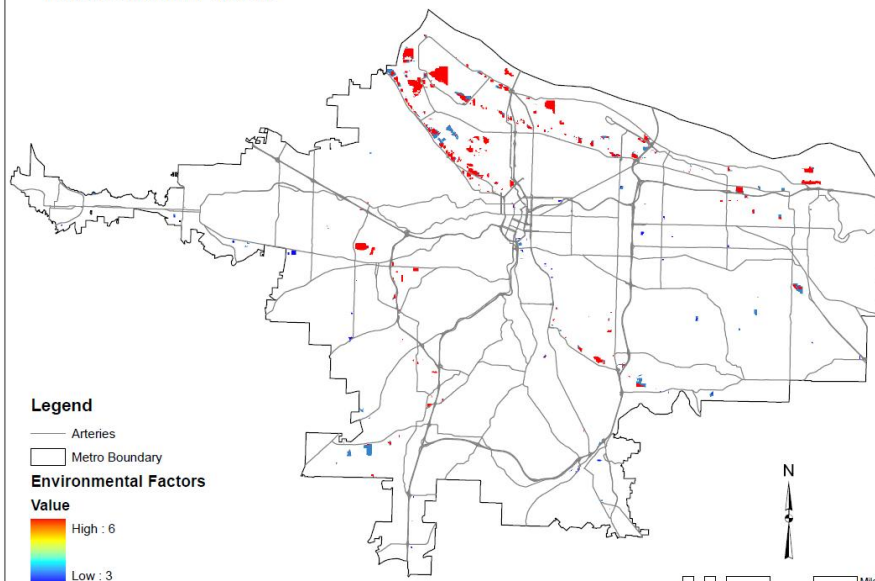 Legend
Arteries
Metro Boundary
Environmental Factors
Value
High : 6
Low : 3
N